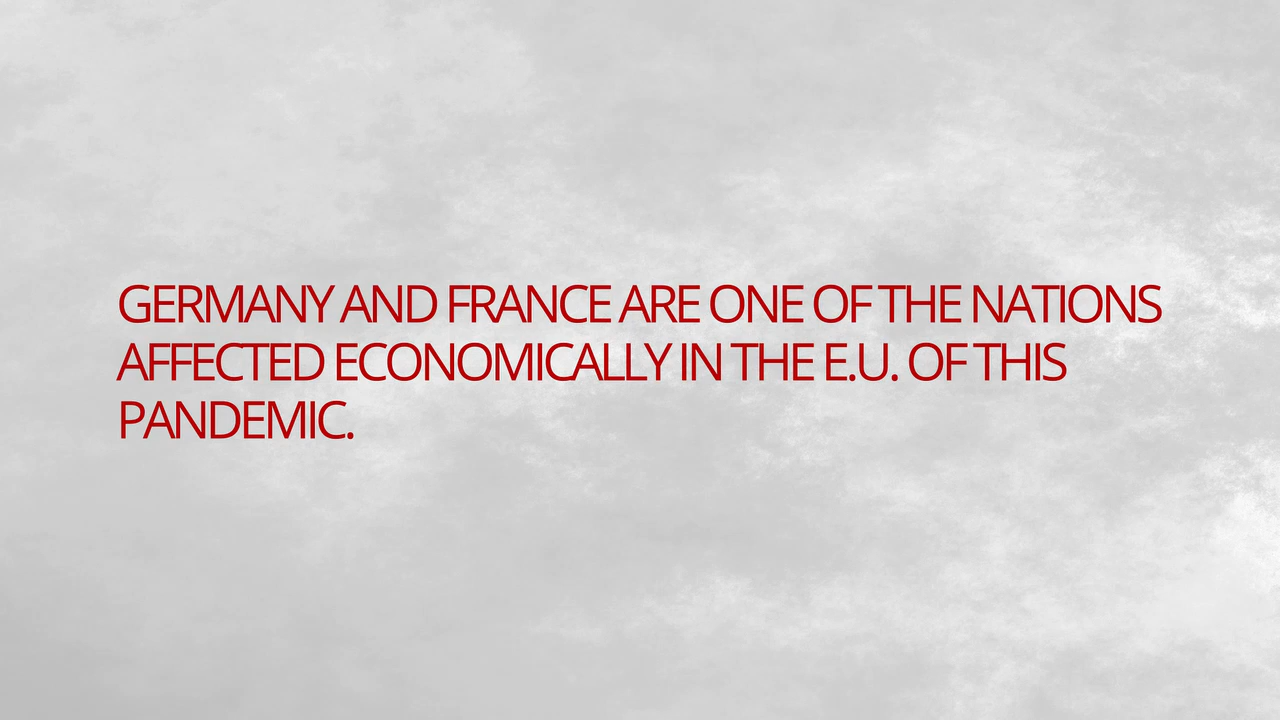 GERMANY AND FRANCE ARE ONE OF THE NATIONS
AFFECTED ECONOMICALLY IN THE E.U. OF THIS
PANDEMIC.